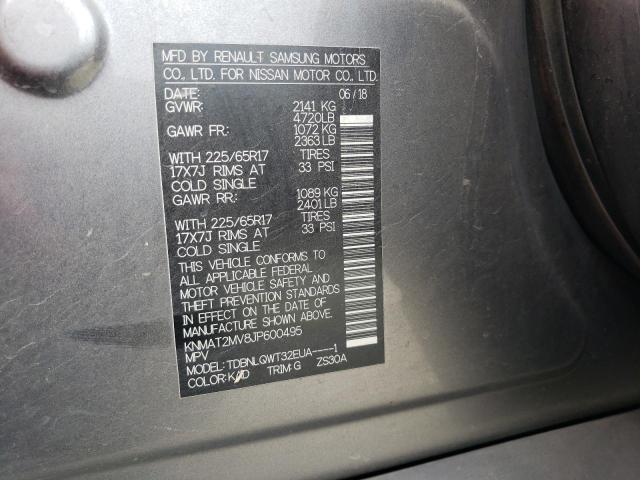 MFD BY RENAULT SAMSUNG MOTORS
CO., LTD. FOR NISSAN MOTOR CO., LTD.
DATE: 06/18
GVWR: 2141 KG
4720LB
GAWR FR: 1072 KG
2363 LB
WITH 225/65R17 TIRES
17X7J RIMS AT 33 PSI
COLD SINGLE
GAWR RR: 1089 KG
2401 LB
WITH 225/65R17 TIRES
17X7J RIMS AT 33 PSI
COLD SINGLE
THIS VEHICLE CONFORMS TO
ALL APPLICABLE FEDERAL
MOTOR VEHICLE SAFETY AND
THEFT PREVENTION STANDARDS
IN EFFECT ON THE DATE OF
MANUFACTURE SHOWN ABOVE.
KNMAT2MV8JP600495
MPV
MODEL: TDBNLQWT32EUA----1
COLOR: KAD TRIM: G ZS30A